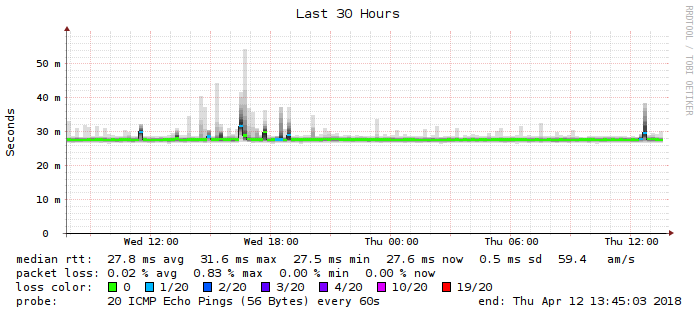 Last 30 Hours
RRDTOOL / TOBI OETIKER
Seconds
50 m
40 m
30 m
20 m
10 m
0
Wed 12:00 Wed 18:00 Thu 00:00 Thu 06:00 Thu 12:00
median rtt: 27.8 ms avg 31.6 ms max 27.5 ms min 27.6 ms now 0.5 ms sd 59.4 am/s
packet loss: 0.02 % avg 0.83 % max 0.00 % min 0.00 % now
loss color: 0 1/20 2/20 3/20 4/20 10/20 19/20
probe: 20 ICMP Echo Pings (56 Bytes) every 60s end: Thu Apr 12 13:45:03 2018